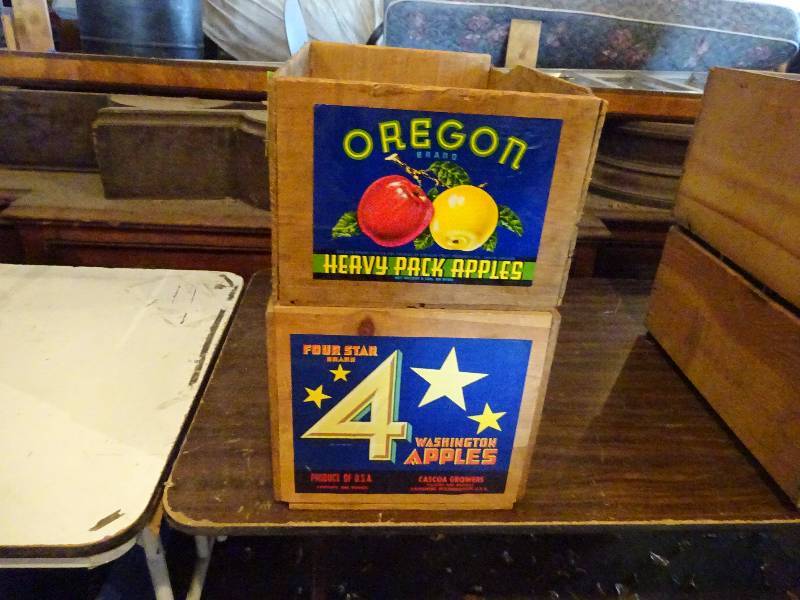 OREGON
BRAND
HEAVY PACK APPLES
FOUR STAR
BRAND
4
WASHINGTON
APPLES
PRODUCE OF U.S.A.
CASCOA GROWERS